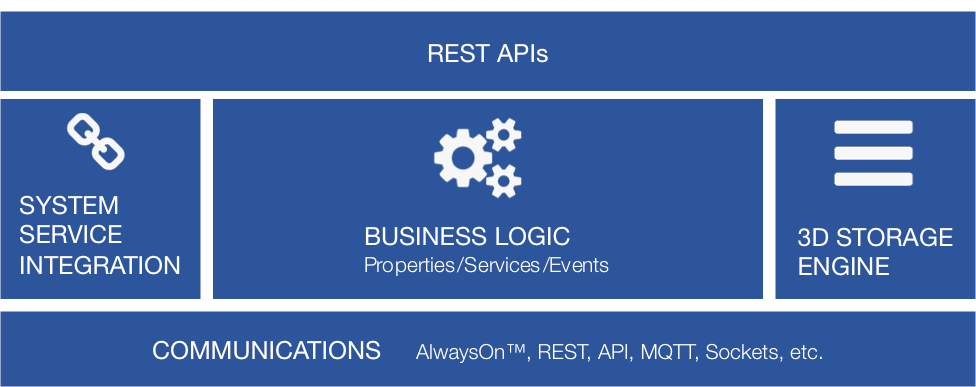 REST APIs
SYSTEM
SERVICE
INTEGRATION
BUSINESS LOGIC
Properties/Services/Events
3D STORAGE
ENGINE
COMMUNICATIONS AlwaysOn™, REST, API, MQTT, Sockets, etc.